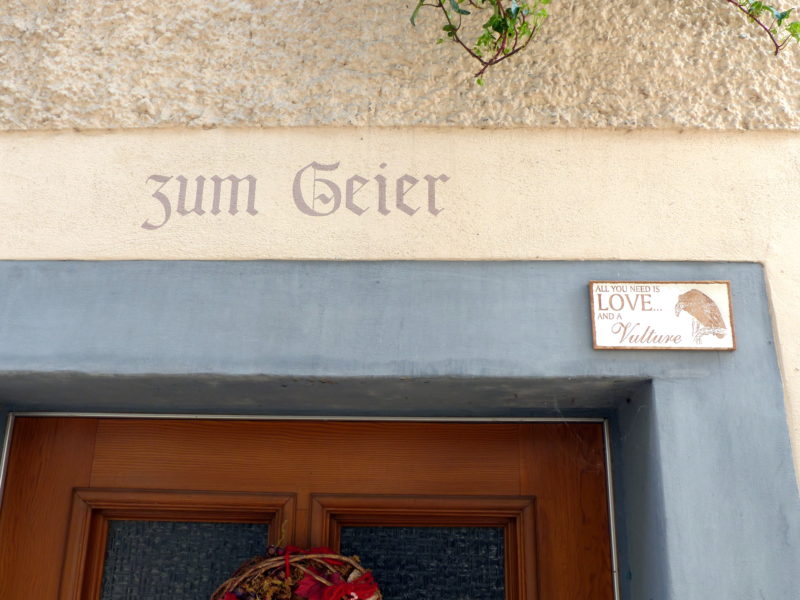 zum Geier
ALL YOU NEED IS
LOVE...
AND A
Vulture